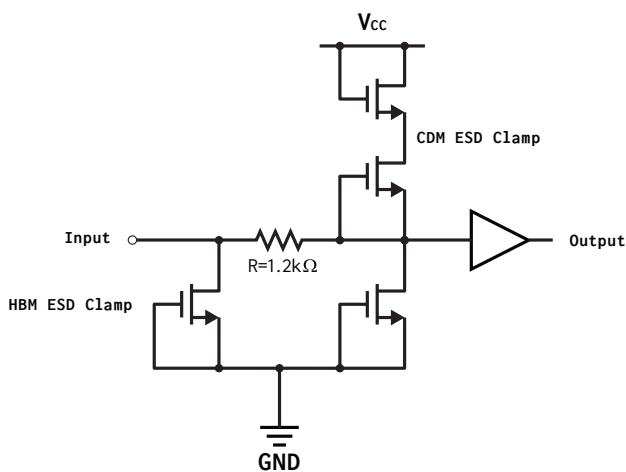 Vcc
CDM ESD Clamp
Input
Output
R=1.2kΩ
HBM ESD Clamp
GND